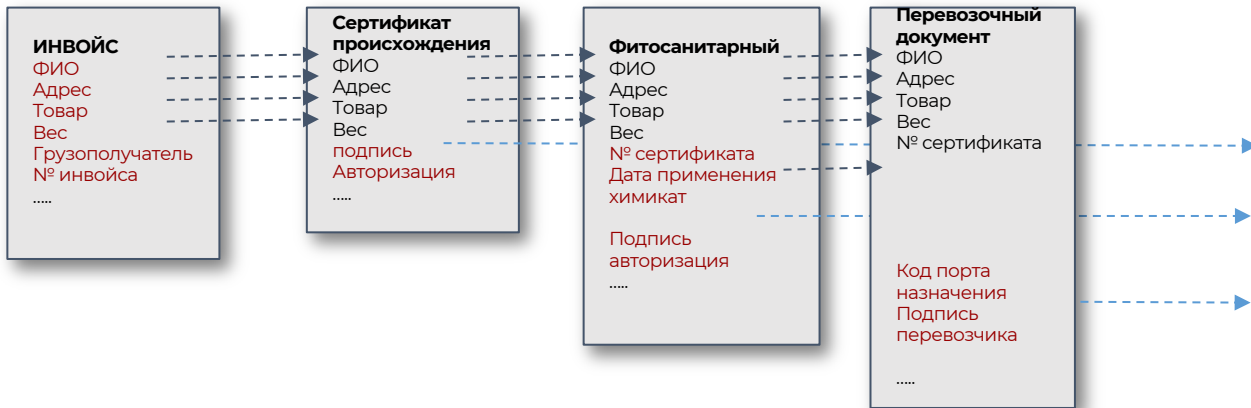 ИНВОЙС
ФИО
Адрес
Товар
Вес
Грузополучатель
№ инвойса
.....
Сертификат
происхождения
ФИО
Адрес
Товар
Вес
подпись
Авторизация
.....
Фитосанитарный
ФИО
Адрес
Товар
Вес
№ сертификата
Дата применения
химикат
Подпись
авторизация
.....
Перевозочный
документ
ФИО
Адрес
Товар
Вес
№ сертификата
Код порта
назначения
Подпись
перевозчика
.....